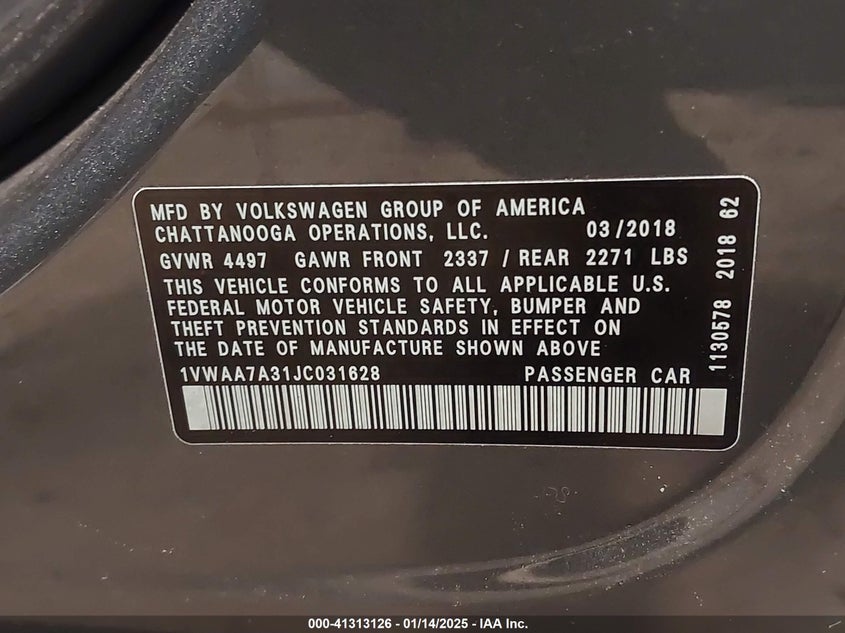 MFD BY VOLKSWAGEN GROUP OF AMERICA
CHATTANOOGA OPERATIONS, LLC. 03/2018
GVWR 4497 GAWR FRONT 2337 / REAR 2271 LBS
THIS VEHICLE CONFORMS TO ALL APPLICABLE U.S.
FEDERAL MOTOR VEHICLE SAFETY, BUMPER AND
THEFT PREVENTION STANDARDS IN EFFECT ON
THE DATE OF MANUFACTURE SHOWN ABOVE
1VWAA7A31JC031628 PASSENGER CAR
1130578 2018 62
000-41313126 - 01/14/2025 - IAA Inc.